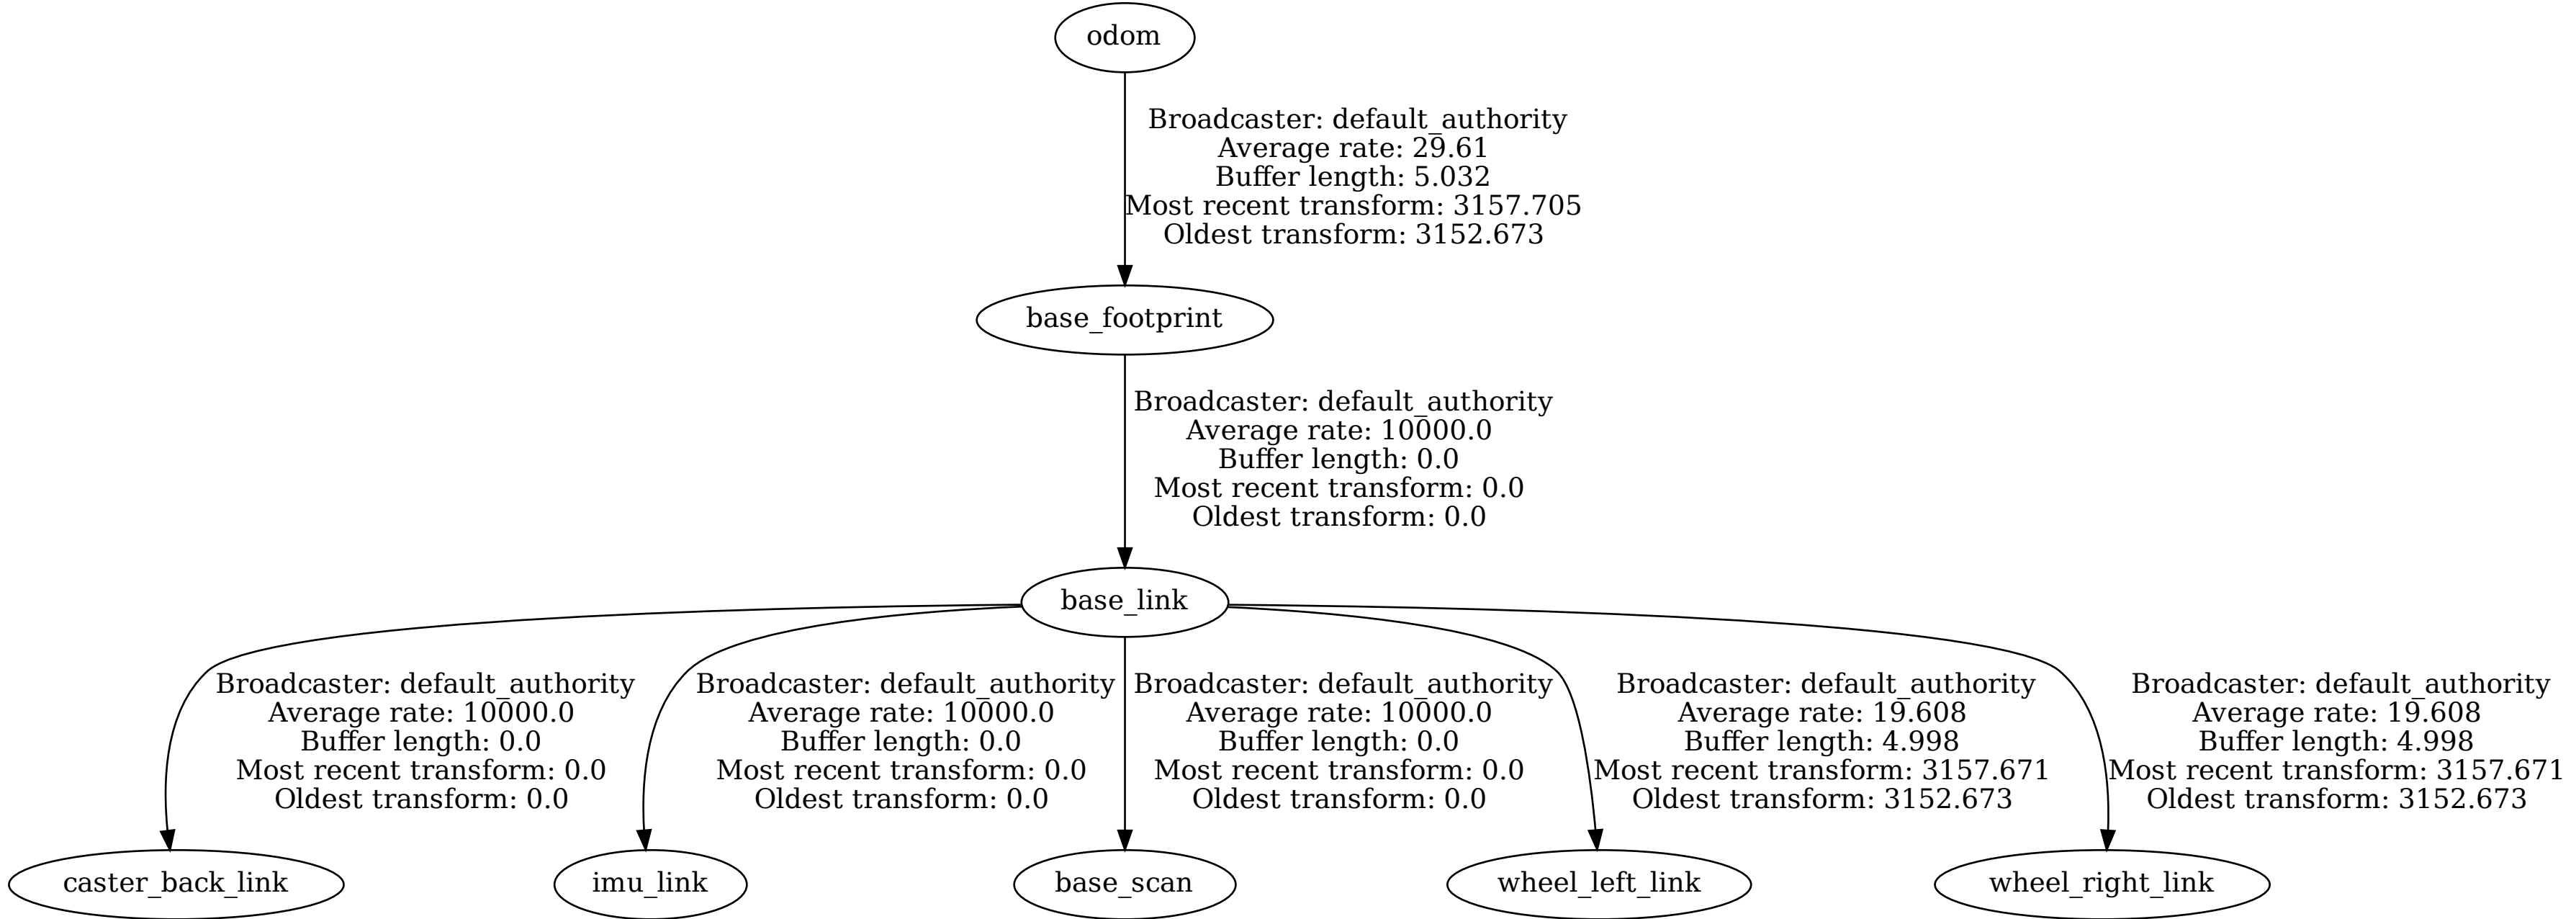 odom
Broadcaster: default_authority
Average rate: 29.61
Buffer length: 5.032
Most recent transform: 3157.705
Oldest transform: 3152.673
base_footprint
Broadcaster: default_authority
Average rate: 10000.0
Buffer length: 0.0
Most recent transform: 0.0
Oldest transform: 0.0
base_link
Broadcaster: default_authority
Average rate: 10000.0
Buffer length: 0.0
Most recent transform: 0.0
Oldest transform: 0.0
Broadcaster: default_authority
Average rate: 10000.0
Buffer length: 0.0
Most recent transform: 0.0
Oldest transform: 0.0
Broadcaster: default_authority
Average rate: 10000.0
Buffer length: 0.0
Most recent transform: 0.0
Oldest transform: 0.0
Broadcaster: default_authority
Average rate: 19.608
Buffer length: 4.998
Most recent transform: 3157.671
Oldest transform: 3152.673
Broadcaster: default_authority
Average rate: 19.608
Buffer length: 4.998
Most recent transform: 3157.671
Oldest transform: 3152.673
caster_back_link
imu_link
base_scan
wheel_left_link
wheel_right_link